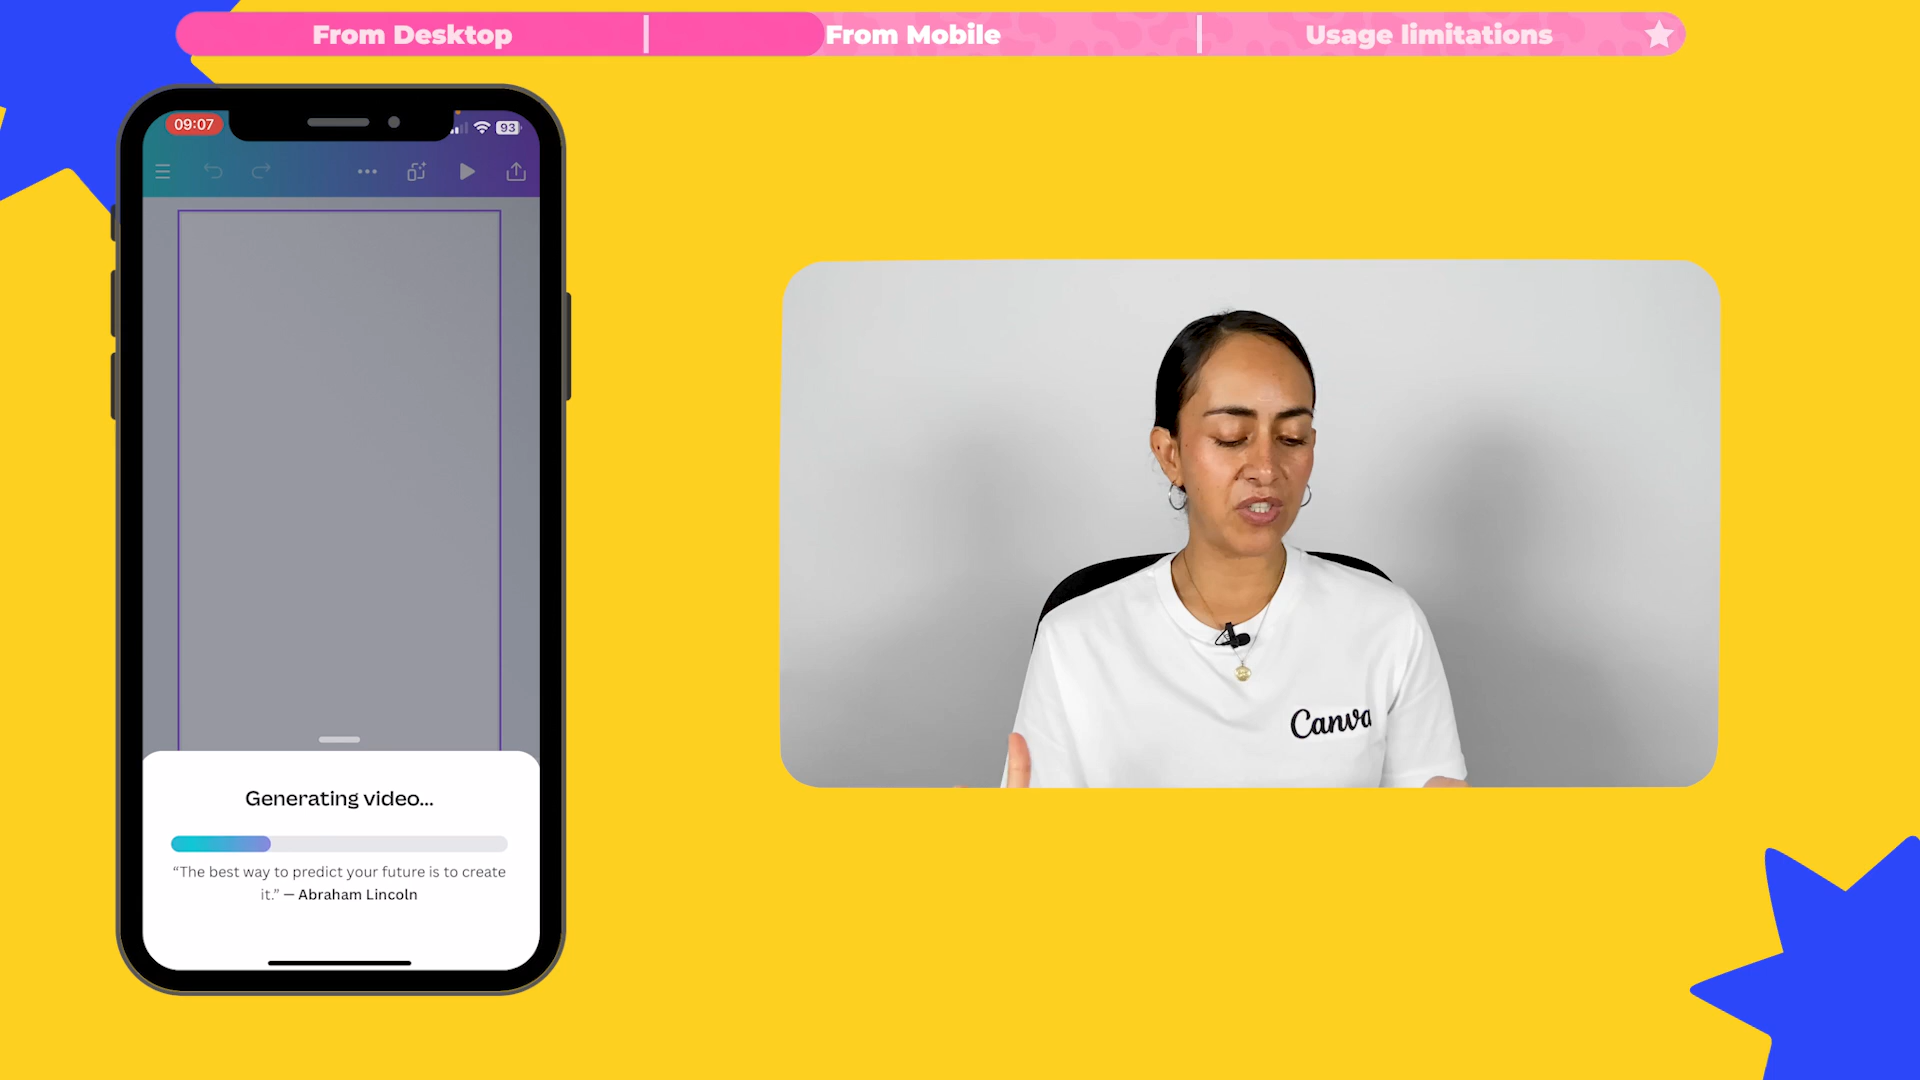 From Desktop
From Mobile
Usage limitations
09:07
93
Generating video...
“The best way to predict your future is to create
it.” — Abraham Lincoln
Canva